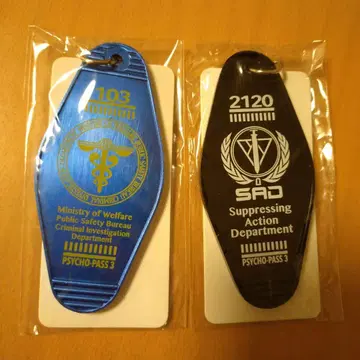 103
Ministry of Welfare
Public Safety Bureau
Criminal Investigation
Department
PSYCHO-PASS 3
2120
SAD
Suppressing
Action
Department
PSYCHO-PASS 3